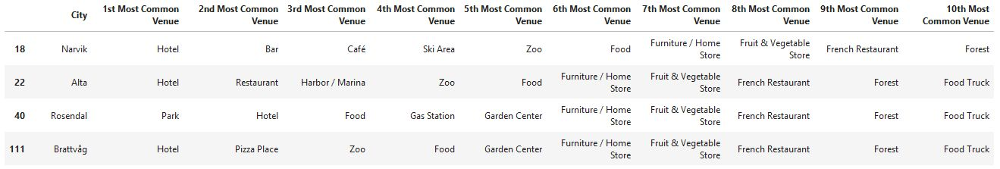 City 1st Most Common Venue 2nd Most Common Venue 3rd Most Common Venue 4th Most Common Venue 5th Most Common Venue 6th Most Common Venue 7th Most Common Venue 8th Most Common Venue 9th Most Common Venue 10th Most Common Venue
18 Narvik Hotel Bar Café Ski Area Zoo Food Furniture / Home Store Fruit & Vegetable Store French Restaurant Forest
22 Alta Hotel Restaurant Harbor / Marina Zoo Food Furniture / Home Store Fruit & Vegetable Store French Restaurant Forest Food Truck
40 Rosendal Park Hotel Food Gas Station Garden Center Furniture / Home Store Fruit & Vegetable Store French Restaurant Forest Food Truck
111 Brattvåg Hotel Pizza Place Zoo Food Garden Center Furniture / Home Store Fruit & Vegetable Store French Restaurant Forest Food Truck